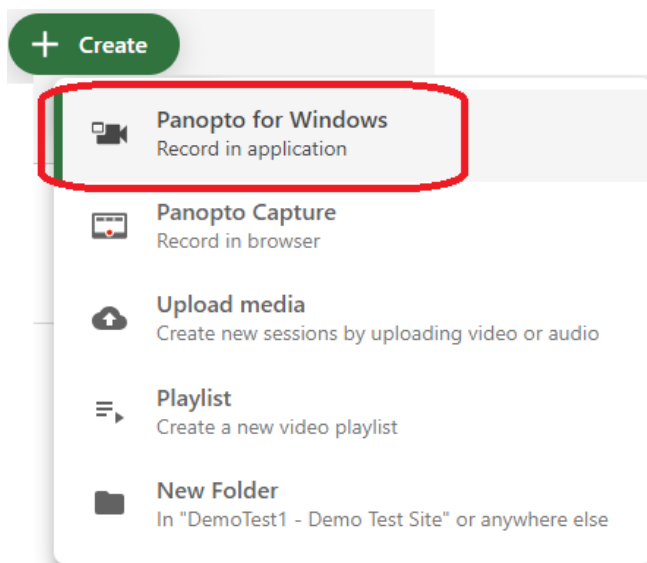 Create
Panopto for Windows
Record in application
Panopto Capture
Record in browser
Upload media
Create new sessions by uploading video or audio
Playlist
Create a new video playlist
New Folder
In "DemoTest1 - Demo Test Site" or anywhere else